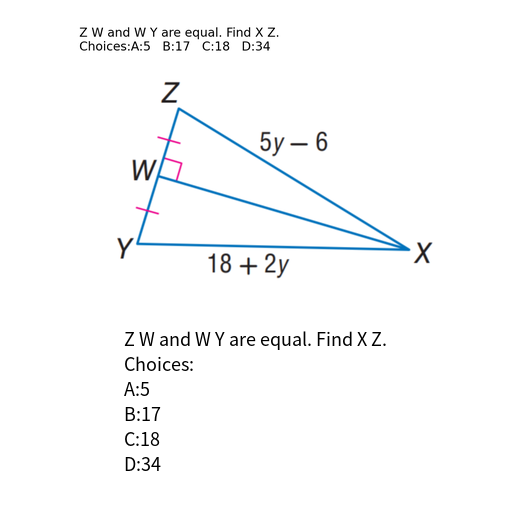 Z W and W Y are equal. Find X Z.
Choices:A:5   B:17   C:18   D:34
Z
5y – 6
W
Y
X
18 + 2y
Z W and W Y are equal. Find X Z.
Choices:
A:5
B:17
C:18
D:34